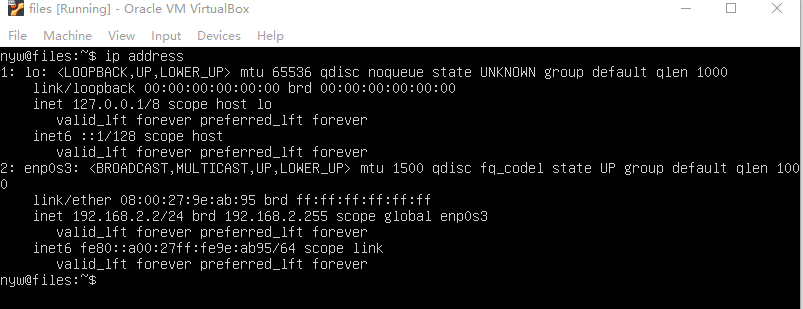 files [Running] - Oracle VM VirtualBox
File Machine View Input Devices Help
nyw@files:~$ ip address
1: lo: <LOOPBACK,UP,LOWER_UP> mtu 65536 qdisc noqueue state UNKNOWN group default qlen 1000
    link/loopback 00:00:00:00:00:00 brd 00:00:00:00:00:00
    inet 127.0.0.1/8 scope host lo
       valid_lft forever preferred_lft forever
    inet6 ::1/128 scope host
       valid_lft forever preferred_lft forever
2: enp0s3: <BROADCAST,MULTICAST,UP,LOWER_UP> mtu 1500 qdisc fq_codel state UP group default qlen 100
0
    link/ether 08:00:27:9e:ab:95 brd ff:ff:ff:ff:ff:ff
    inet 192.168.2.2/24 brd 192.168.2.255 scope global enp0s3
       valid_lft forever preferred_lft forever
    inet6 fe80::a00:27ff:fe9e:ab95/64 scope link
       valid_lft forever preferred_lft forever
nyw@files:~$